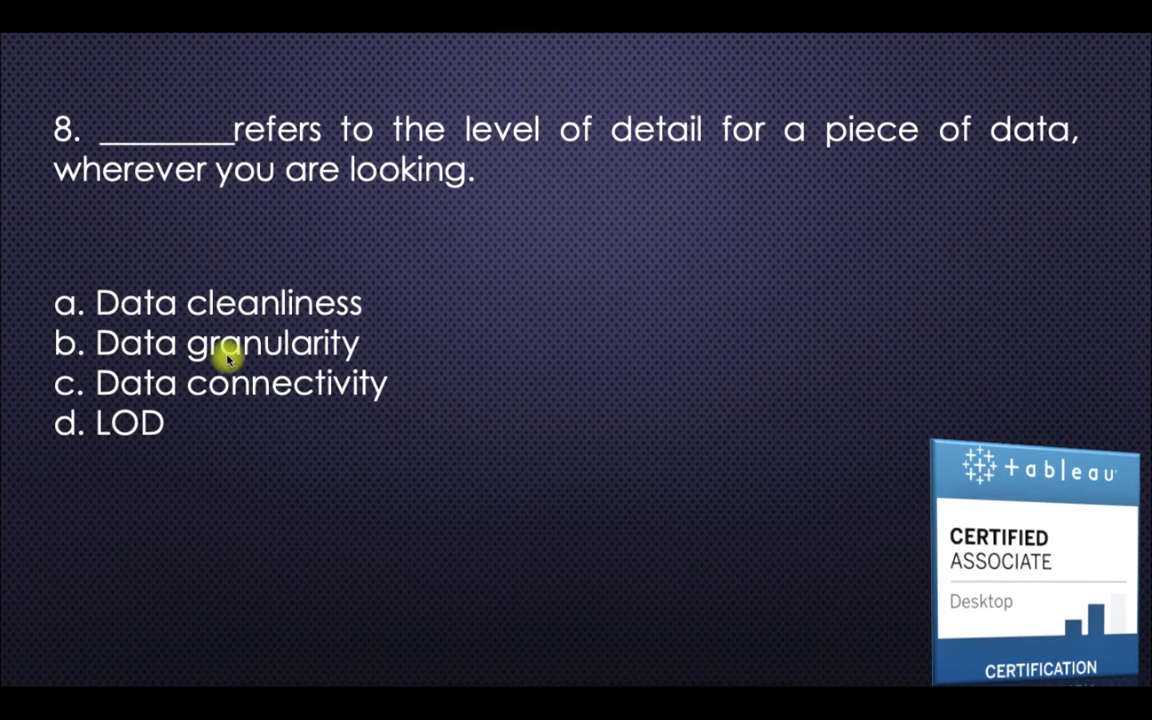 8. ________refers to the level of detail for a piece of data,
wherever you are looking.
a. Data cleanliness
b. Data granularity
c. Data connectivity
d. LOD
+ableau
CERTIFIED
ASSOCIATE
Desktop
CERTIFICATION